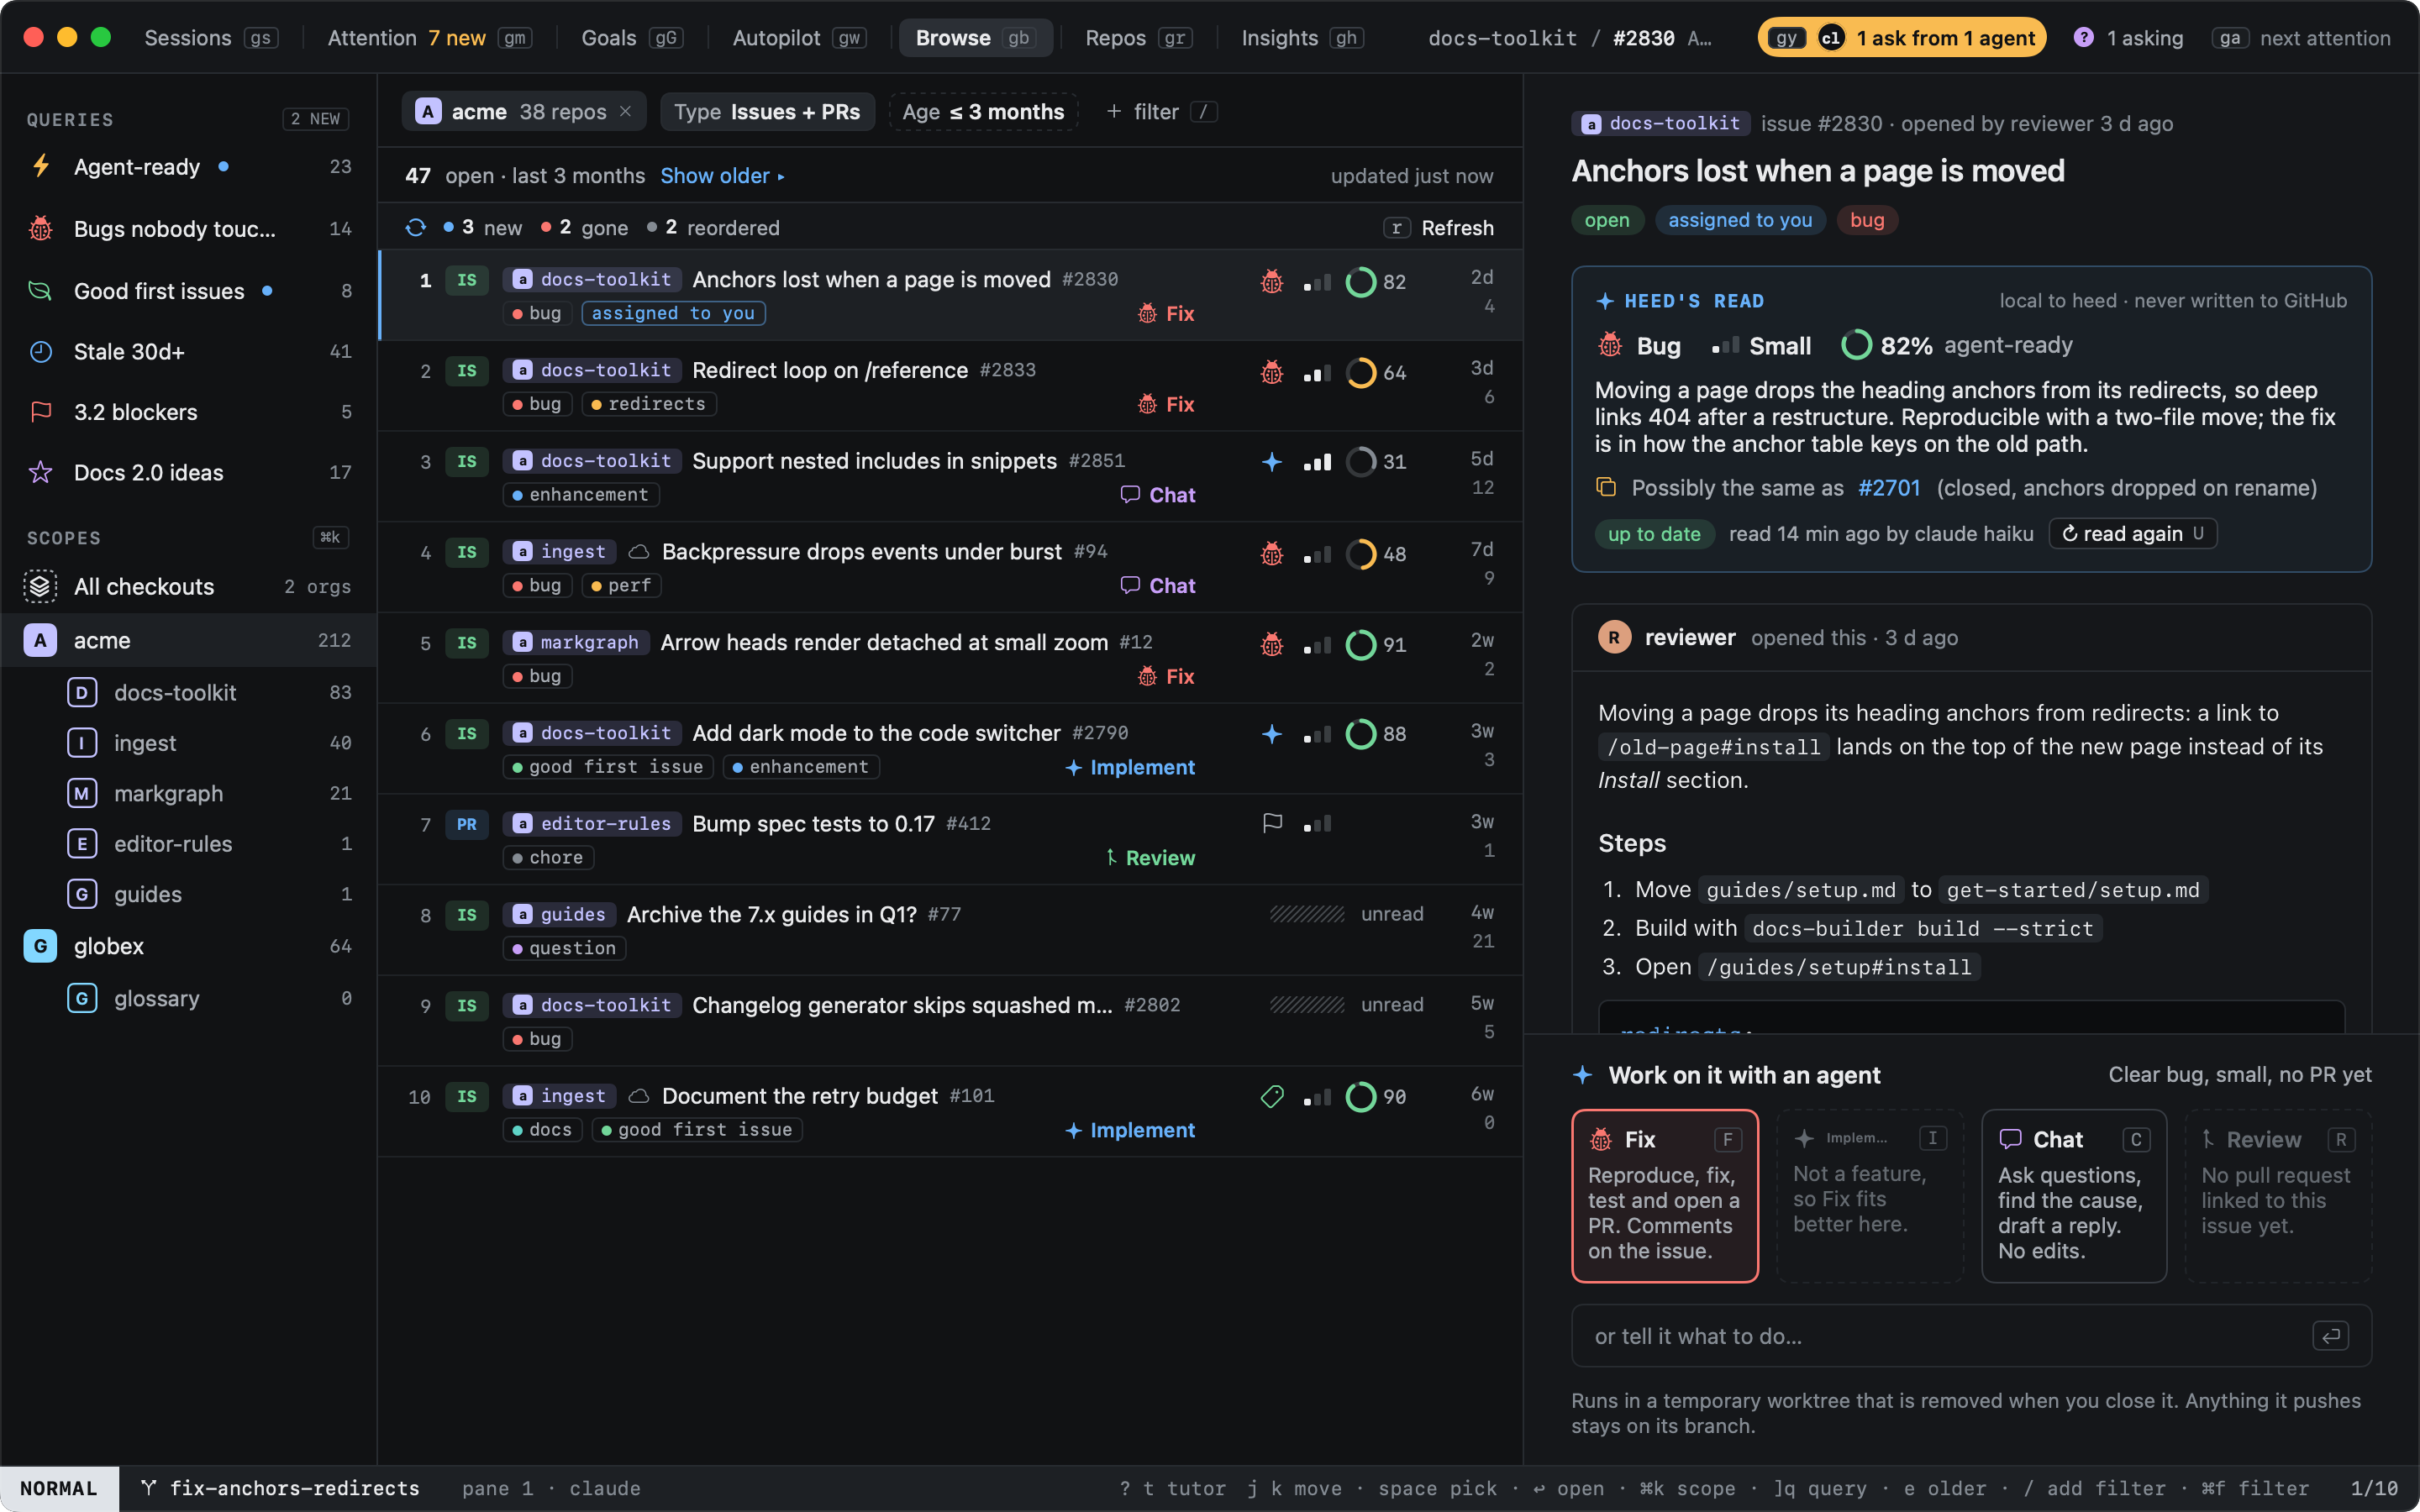 Sessions gs Attention 7 new gm Goals gG Autopilot gw Browse gb Repos gr Insights gh docs-toolkit / #2830 A… gy cl 1 ask from 1 agent ? 1 asking ga next attention
QUERIES 2 NEW
Agent-ready 23
Bugs nobody touc… 14
Good first issues 8
Stale 30d+ 41
3.2 blockers 5
Docs 2.0 ideas 17
SCOPES ⌘k
All checkouts 2 orgs
A acme 212
D docs-toolkit 83
I ingest 40
M markgraph 21
E editor-rules 1
G guides 1
G globex 64
G glossary 0
A acme 38 repos × Type Issues + PRs Age ≤ 3 months + filter /
47 open · last 3 months Show older ▸ updated just now
3 new 2 gone 2 reordered r Refresh
1 IS a docs-toolkit Anchors lost when a page is moved #2830 82 2d
bug assigned to you Fix 4
2 IS a docs-toolkit Redirect loop on /reference #2833 64 3d
bug redirects Fix 6
3 IS a docs-toolkit Support nested includes in snippets #2851 31 5d
enhancement Chat 12
4 IS a ingest Backpressure drops events under burst #94 48 7d
bug perf Chat 9
5 IS a markgraph Arrow heads render detached at small zoom #12 91 2w
bug Fix 2
6 IS a docs-toolkit Add dark mode to the code switcher #2790 88 3w
good first issue enhancement Implement 3
7 PR a editor-rules Bump spec tests to 0.17 #412 3w
chore Review 1
8 IS a guides Archive the 7.x guides in Q1? #77 unread 4w
question 21
9 IS a docs-toolkit Changelog generator skips squashed m… #2802 unread 5w
bug 5
10 IS a ingest Document the retry budget #101 90 6w
docs good first issue Implement 0
a docs-toolkit issue #2830 · opened by reviewer 3 d ago
Anchors lost when a page is moved
open assigned to you bug
HEED'S READ local to heed · never written to GitHub
Bug Small 82% agent-ready
Moving a page drops the heading anchors from its redirects, so deep
links 404 after a restructure. Reproducible with a two-file move; the fix
is in how the anchor table keys on the old path.
Possibly the same as #2701 (closed, anchors dropped on rename)
up to date read 14 min ago by claude haiku ↻ read again U
R reviewer opened this · 3 d ago
Moving a page drops its heading anchors from redirects: a link to
/old-page#install lands on the top of the new page instead of its
Install section.
Steps
1. Move guides/setup.md to get-started/setup.md
2. Build with docs-builder build --strict
3. Open /guides/setup#install
Work on it with an agent Clear bug, small, no PR yet
Fix F
Reproduce, fix,
test and open a
PR. Comments
on the issue.
Implem… I
Not a feature,
so Fix fits
better here.
Chat C
Ask questions,
find the cause,
draft a reply.
No edits.
Review R
No pull request
linked to this
issue yet.
or tell it what to do…
Runs in a temporary worktree that is removed when you close it. Anything it pushes
stays on its branch.
NORMAL fix-anchors-redirects pane 1 · claude ? t tutor j k move · space pick · ↩ open · ⌘k scope · ]q query · e older · / add filter · ⌘f filter 1/10